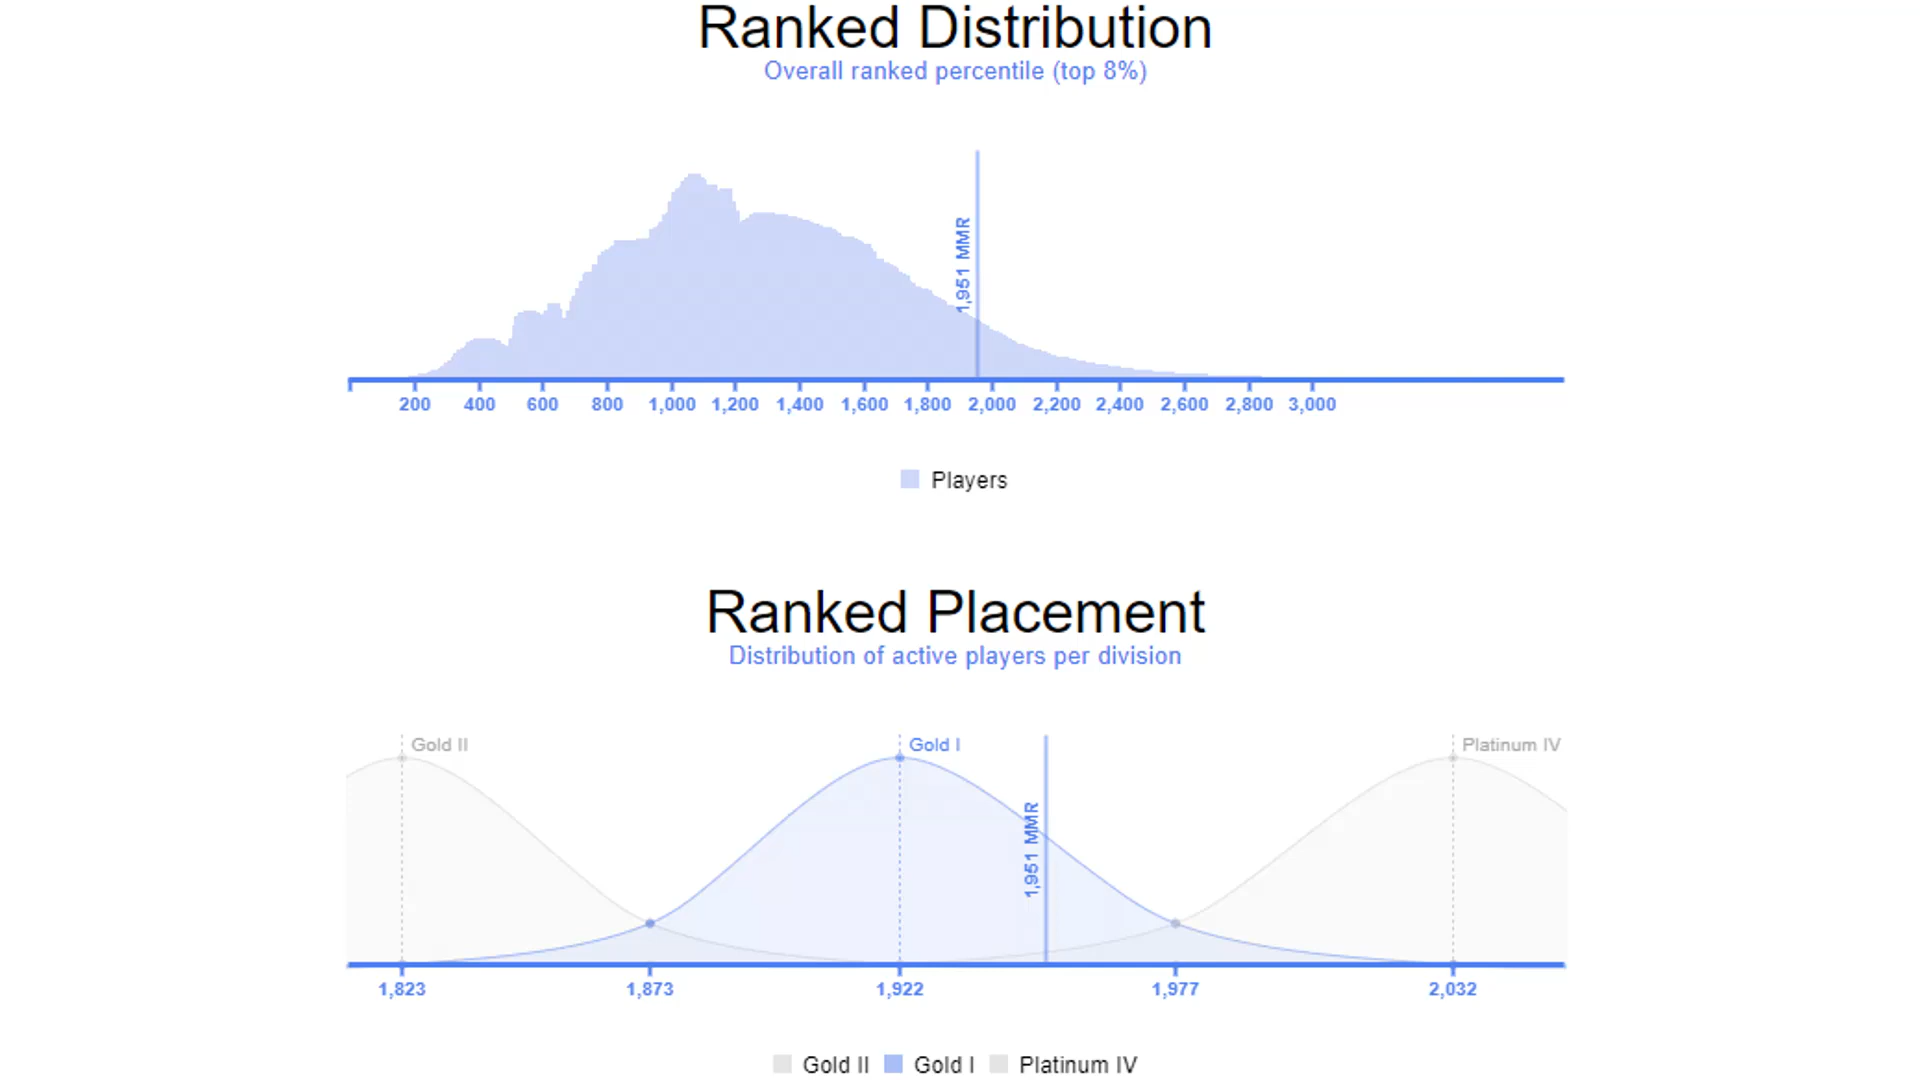 Ranked Distribution
Overall ranked percentile (top 8%)
1,951 MMR
200 400 600 800 1,000 1,200 1,400 1,600 1,800 2,000 2,200 2,400 2,600 2,800 3,000
Players
Ranked Placement
Distribution of active players per division
Gold II Gold I Platinum IV
1,951 MMR
1,823 1,873 1,922 1,977 2,032
Gold II Gold I Platinum IV